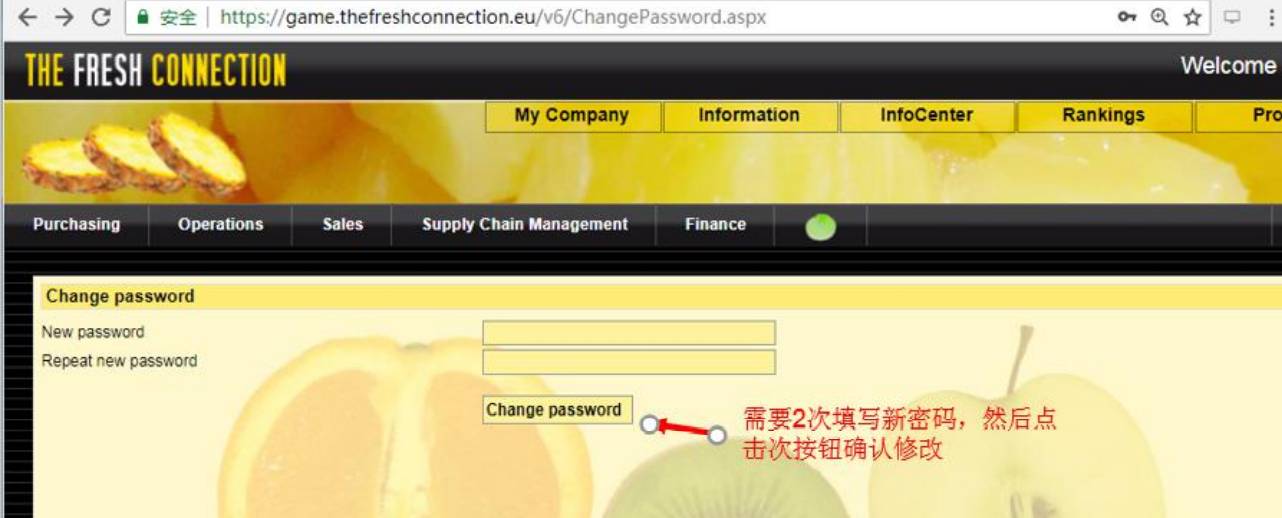 安全 | https://game.thefreshconnection.eu/v6/ChangePassword.aspx
THE FRESH CONNECTION
Welcome
My Company Information InfoCenter Rankings Pro
Purchasing Operations Sales Supply Chain Management Finance
Change password
New password
Repeat new password
Change password
需要2次填写新密码，然后点
击次按钮确认修改